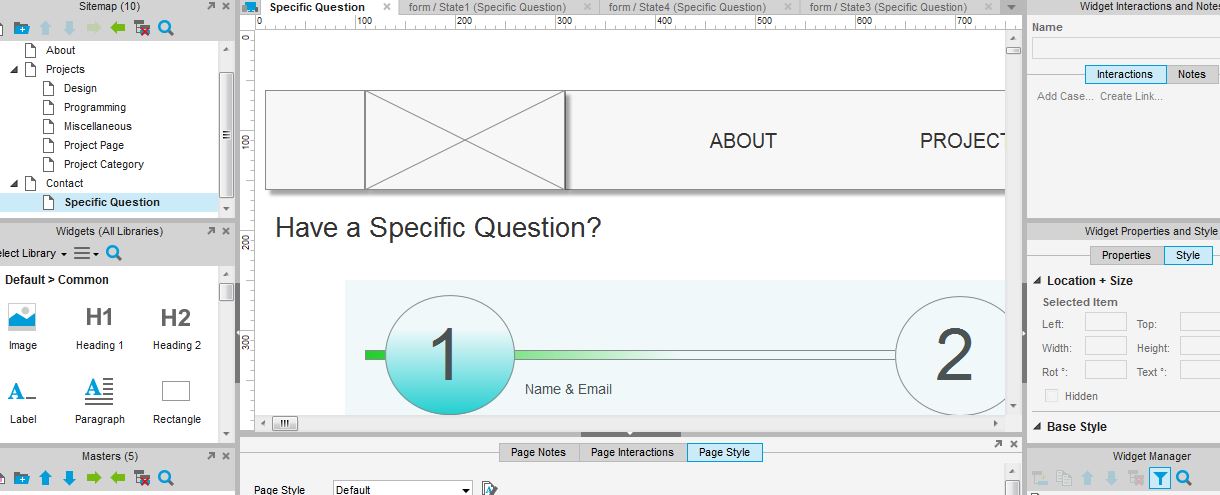 Sitemap (10)
About
Projects
Design
Programming
Miscellaneous
Project Page
Project Category
Contact
Specific Question
Widgets (All Libraries)
elect Library
Default > Common
Image
H1
Heading 1
H2
Heading 2
A
Label
A
Paragraph
Rectangle
Masters (5)
Specific Question
form / State1 (Specific Question)
form / State4 (Specific Question)
form / State3 (Specific Question)
0 100 200 300 400 500 600 700
0
100
200
300
ABOUT
PROJECT
Have a Specific Question?
1
2
Name & Email
Page Notes
Page Interactions
Page Style
Page Style
Default
Widget Interactions and Notes
Name
Interactions
Notes
Add Case... Create Link...
Widget Properties and Style
Properties
Style
Location + Size
Selected Item
Left:
Top:
Width:
Height:
Rot °:
Text °:
Hidden
Base Style
Widget Manager